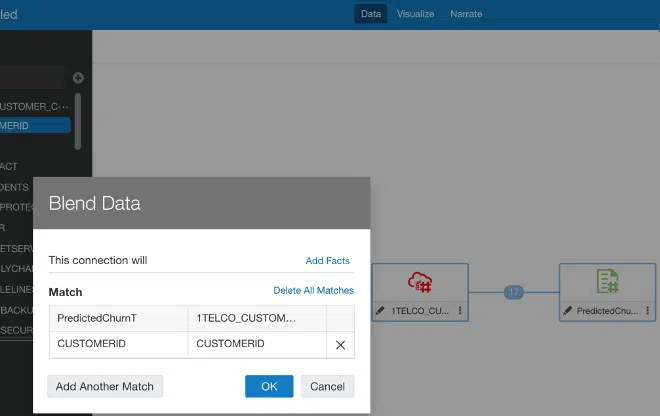 led
Data Visualize Narrate
USTOMER_C...
MERID
ACT
DENTS
PROTEC
R
ETSERV
LYCHAR
LELINES
BACKU
SECUR
Blend Data
This connection will Add Facts
Match Delete All Matches
PredictedChurnT 1TELCO_CUSTOM...
CUSTOMERID CUSTOMERID
Add Another Match OK Cancel
17
1TELCO_CU... PredictedChu...